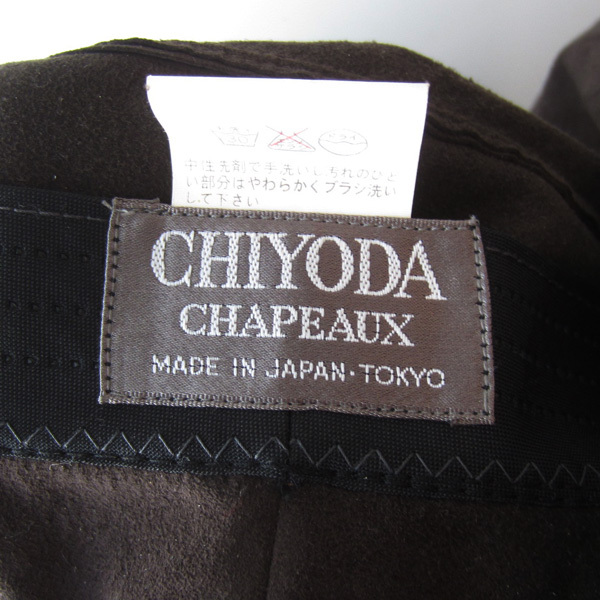 中性洗剤で手洗いし汚れのひど
い部分はやわらかくブラシ洗い
して下さい
CHIYODA
CHAPEAUX
MADE IN JAPAN・TOKYO